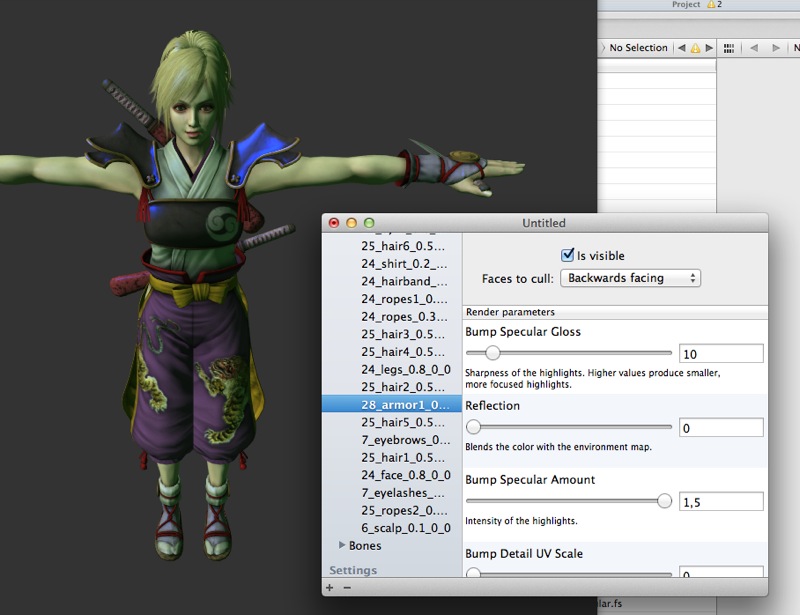 Project 2
No Selection
N
Untitled
25_hair6_0.5...
24_shirt_0.2_...
24_hairband_...
24_ropes1_0...
24_ropes_0.3...
25_hair3_0.5...
25_hair4_0.5...
24_legs_0.8_0_0
25_hair2_0.5...
28_armor1_0...
25_hair5_0.5...
7_eyebrows_0...
25_hair1_0.5...
24_face_0.8_0_0
7_eyelashes_...
25_ropes2_0....
6_scalp_0.1_0_0
Bones
Settings
+ −
Is visible
Faces to cull: Backwards facing
Render parameters
Bump Specular Gloss
10
Sharpness of the highlights. Higher values produce smaller,
more focused highlights.
Reflection
0
Blends the color with the environment map.
Bump Specular Amount
1,5
Intensity of the highlights.
Bump Detail UV Scale
0
lar.fs